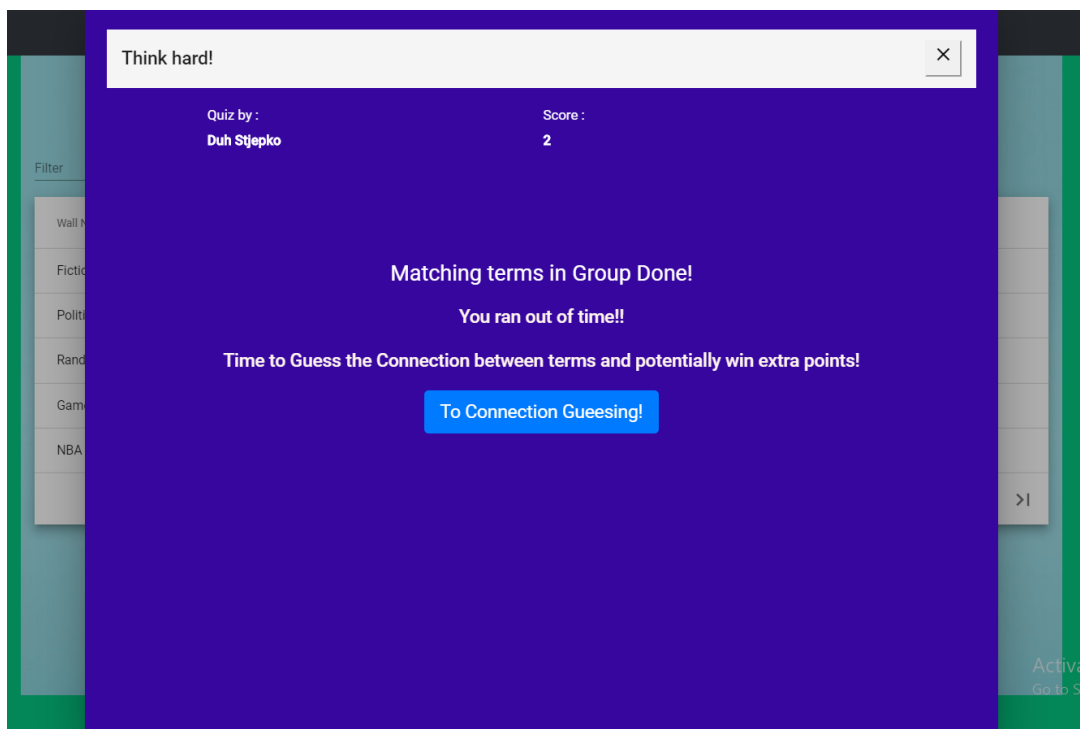 Think hard!
×
Quiz by :
Score :
Duh Stjepko
2
Filter
Wall N
Fictio
Politi
Rand
Game
NBA
Matching terms in Group Done!
You ran out of time!!
Time to Guess the Connection between terms and potentially win extra points!
To Connection Gueesing!
Activa
Go to S